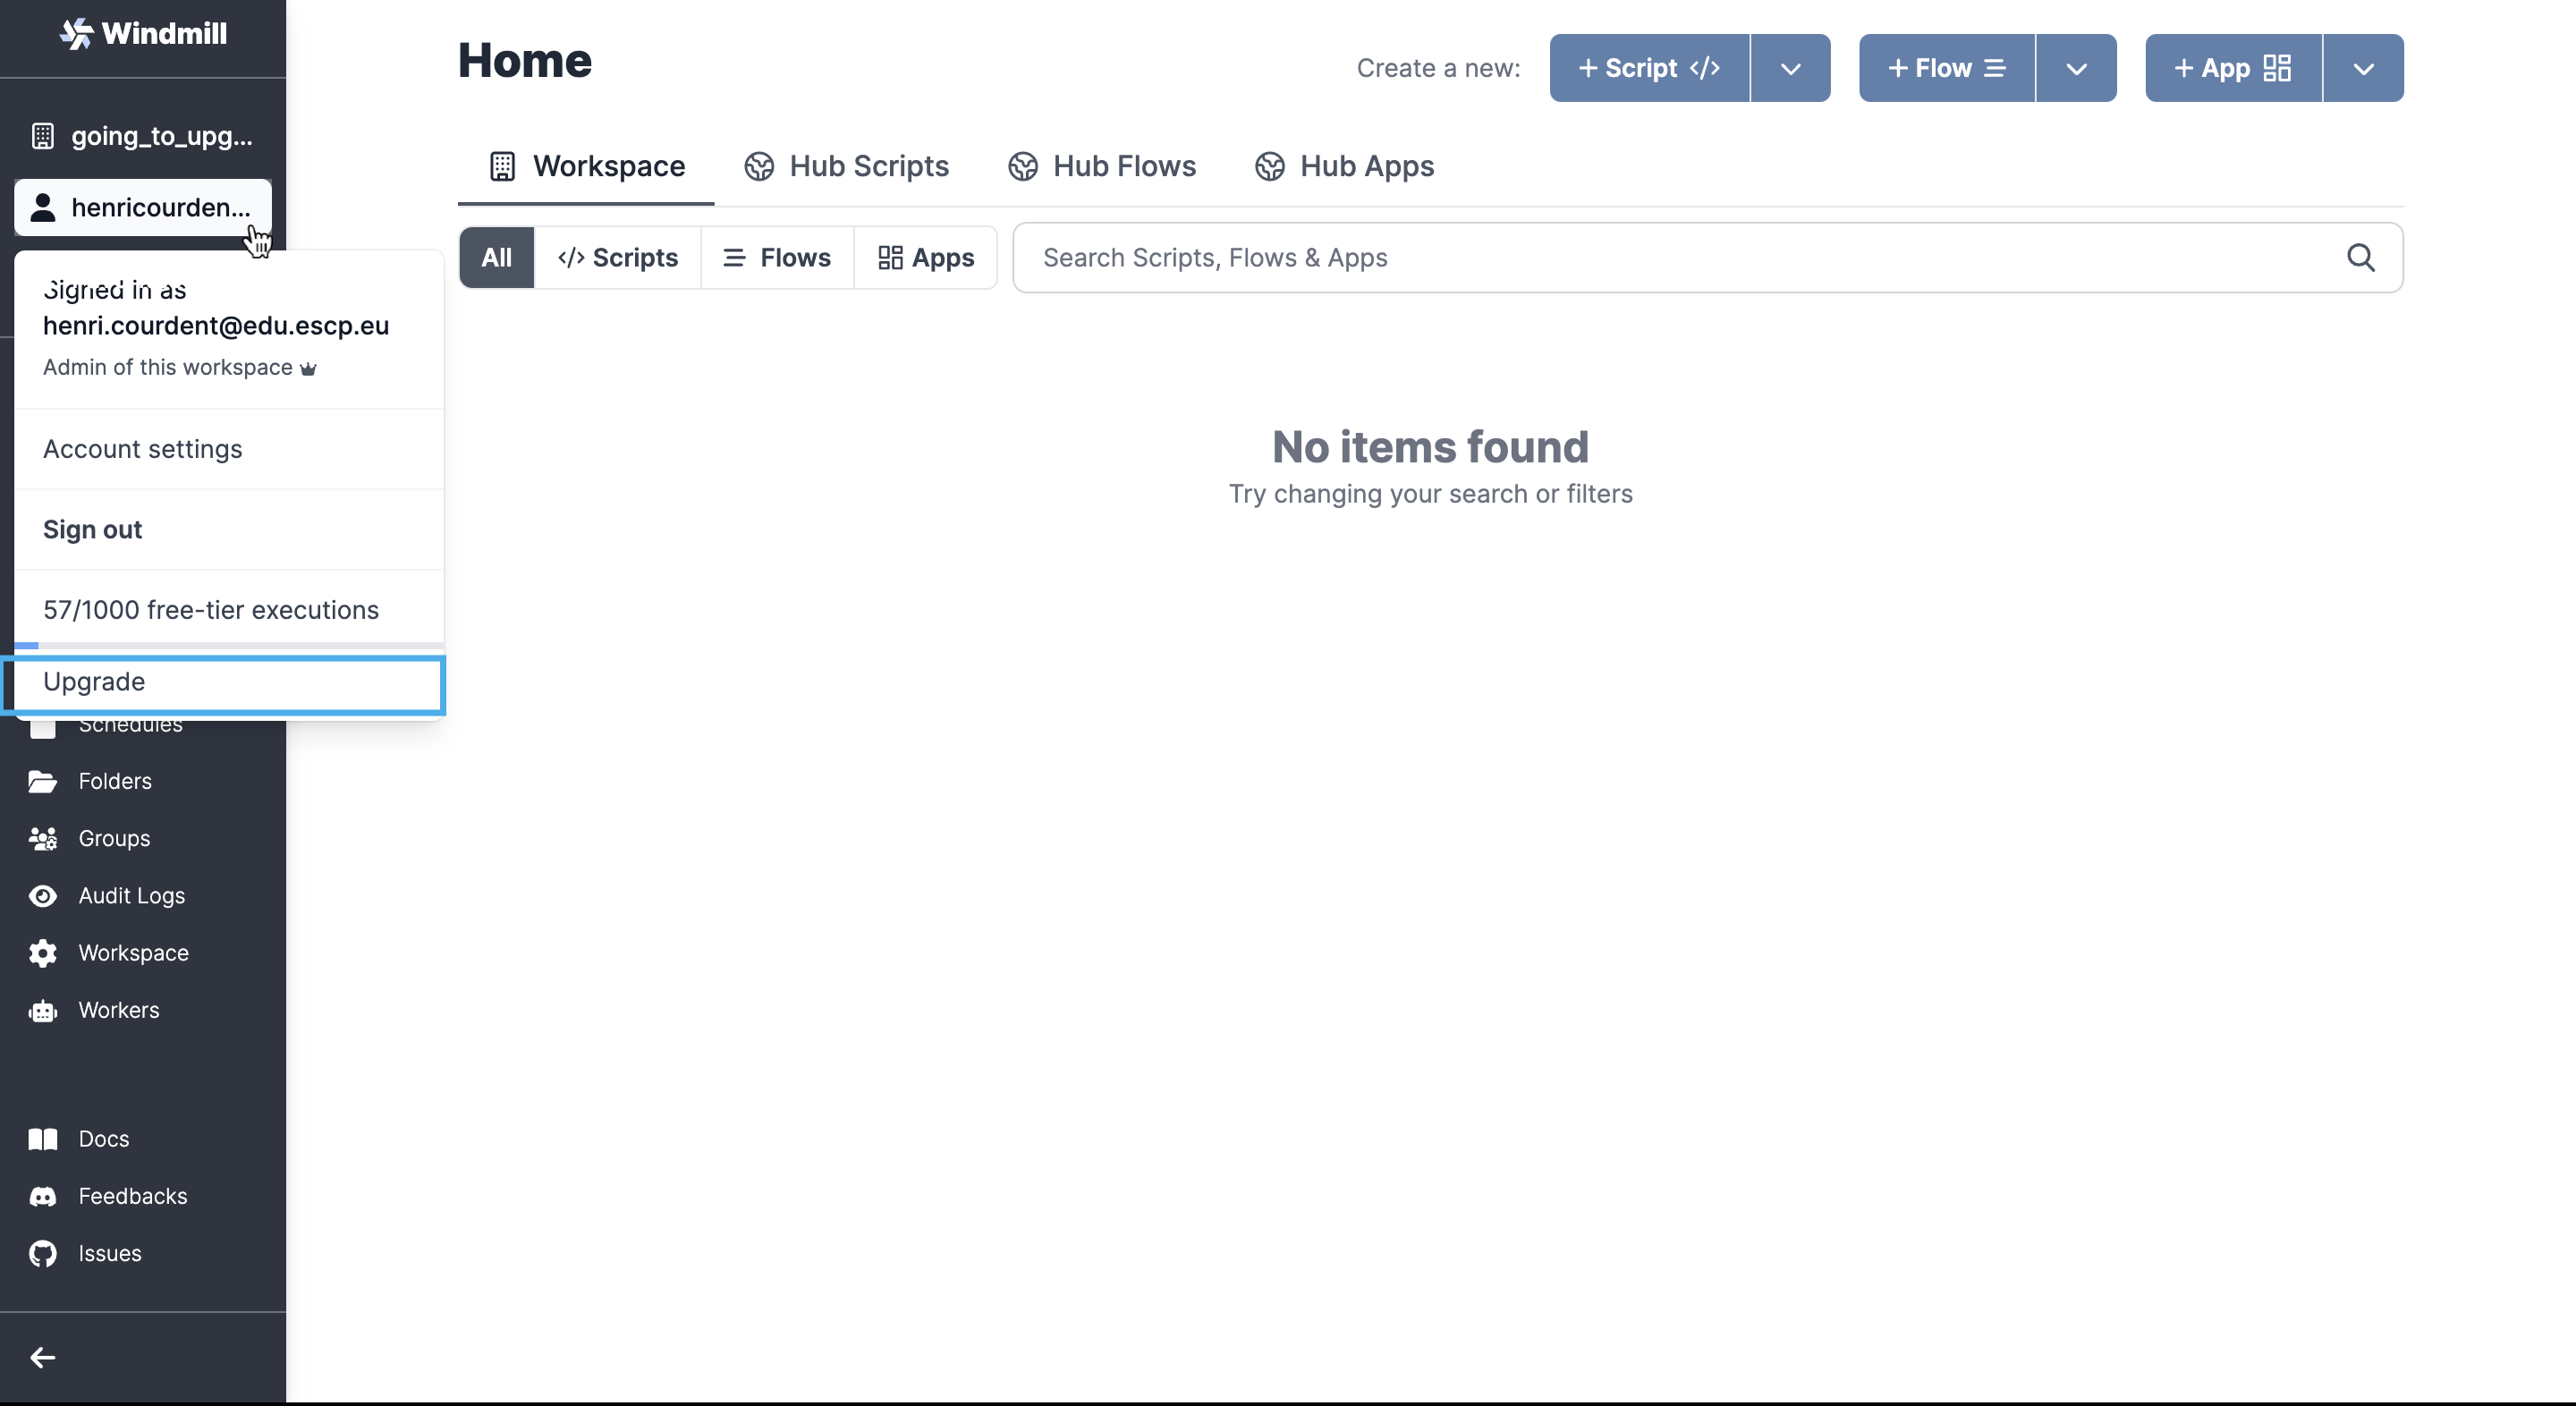 Windmill
going_to_upg...
henricourden...
Signed in as
henri.courdent@edu.escp.eu
Admin of this workspace
Account settings
Sign out
57/1000 free-tier executions
Upgrade
Schedules
Folders
Groups
Audit Logs
Workspace
Workers
Docs
Feedbacks
Issues
Home
Create a new:
+ Script </>
+ Flow
+ App
Workspace
Hub Scripts
Hub Flows
Hub Apps
All
</> Scripts
Flows
Apps
Search Scripts, Flows & Apps
No items found
Try changing your search or filters